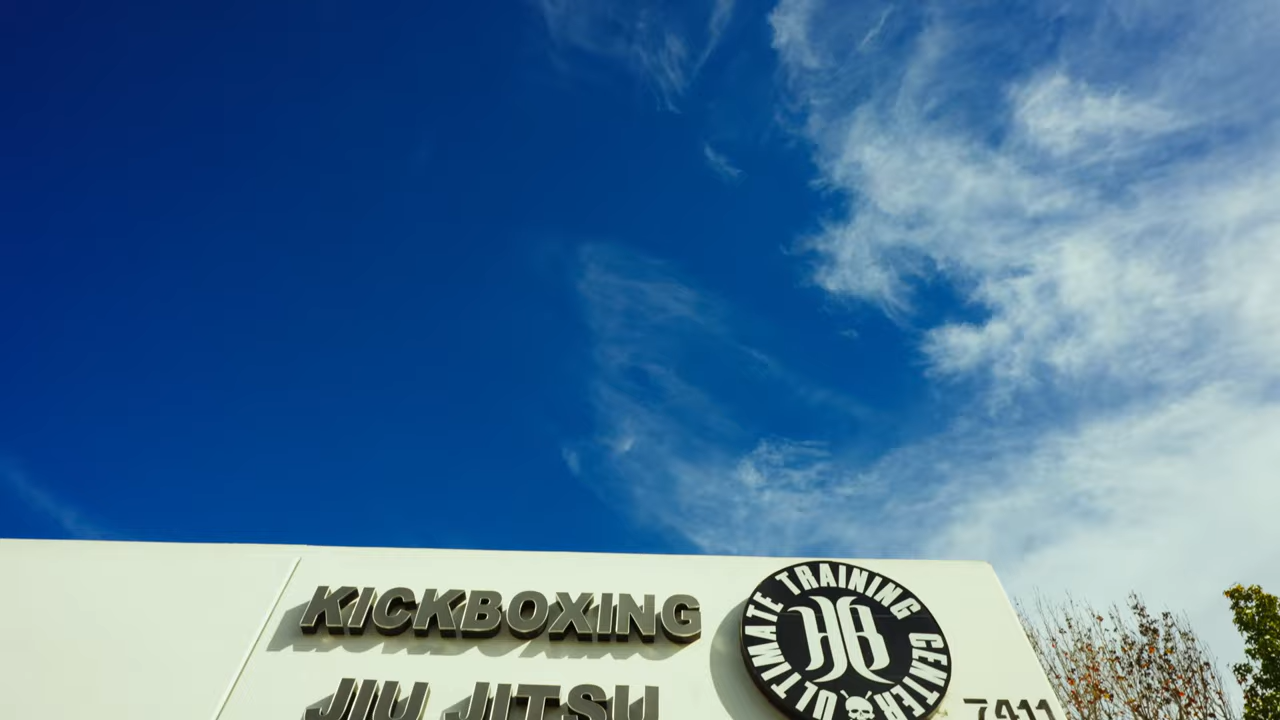 KICKBOXING
JIU JITSU
ULTIMATE TRAINING CENTER
HB
7411